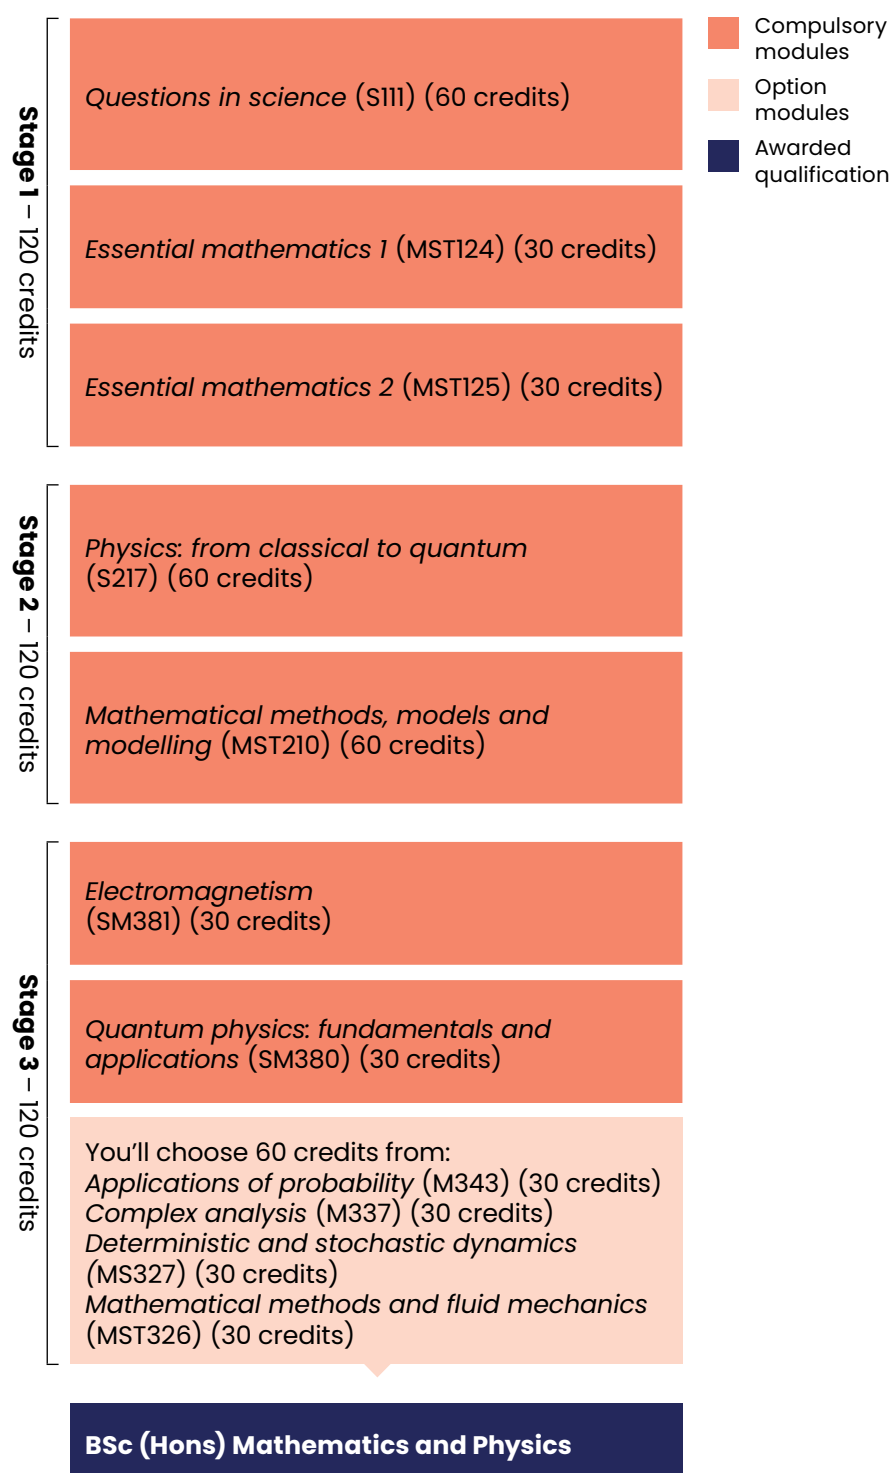 Compulsory
modules
Option
modules
Awarded
qualification
Stage 1 – 120 credits
Questions in science (S111) (60 credits)
Essential mathematics 1 (MST124) (30 credits)
Essential mathematics 2 (MST125) (30 credits)
Stage 2 – 120 credits
Physics: from classical to quantum
(S217) (60 credits)
Mathematical methods, models and
modelling (MST210) (60 credits)
Stage 3 – 120 credits
Electromagnetism
(SM381) (30 credits)
Quantum physics: fundamentals and
applications (SM380) (30 credits)
You’ll choose 60 credits from:
Applications of probability (M343) (30 credits)
Complex analysis (M337) (30 credits)
Deterministic and stochastic dynamics
(MS327) (30 credits)
Mathematical methods and fluid mechanics
(MST326) (30 credits)
BSc (Hons) Mathematics and Physics